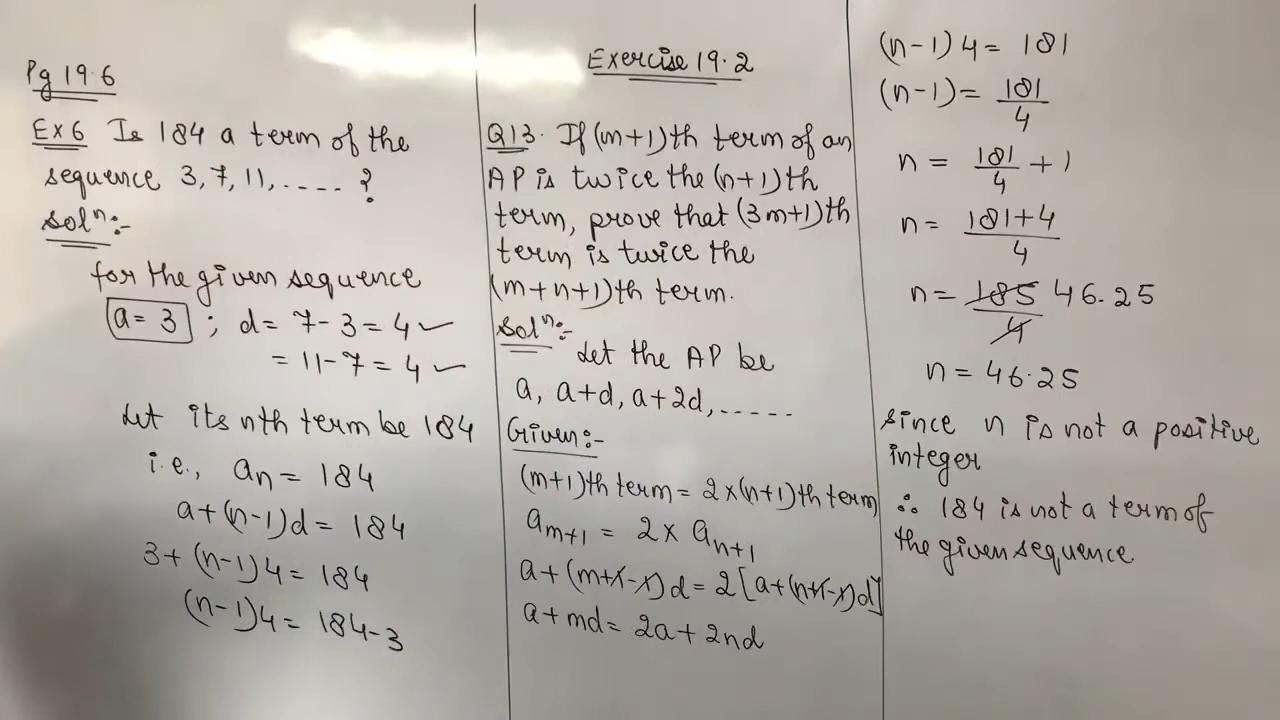 Pg 19.6
Ex 6 Is 184 a term of the
sequence 3, 7, 11, ..... ?
Solⁿ:-
for the given sequence
a = 3 ; d = 7 - 3 = 4 ✓
= 11 - 7 = 4 ✓
Let its nth term be 184
i.e., aₙ = 184
a + (n-1)d = 184
3 + (n-1)4 = 184
(n-1)4 = 184-3
Exercise 19.2
Q13. If (m+1)th term of an
AP is twice the (n+1)th
term, prove that (3m+1)th
term is twice the
(m+n+1)th term.
Solⁿ:-
Let the AP be
a, a+d, a+2d, .....
Given:-
(m+1)th term = 2×(n+1)th term
aₘ₊₁ = 2 × aₙ₊₁
a + (m+1-1)d = 2[a+(n+1-1)d]
a + md = 2a + 2nd
(n-1)4 = 181
(n-1) = 181/4
n = 181/4 + 1
n = (181+4)/4
n = 185/4 46.25
n = 46.25
since n is not a positive
integer
∴ 184 is not a term of
the given sequence